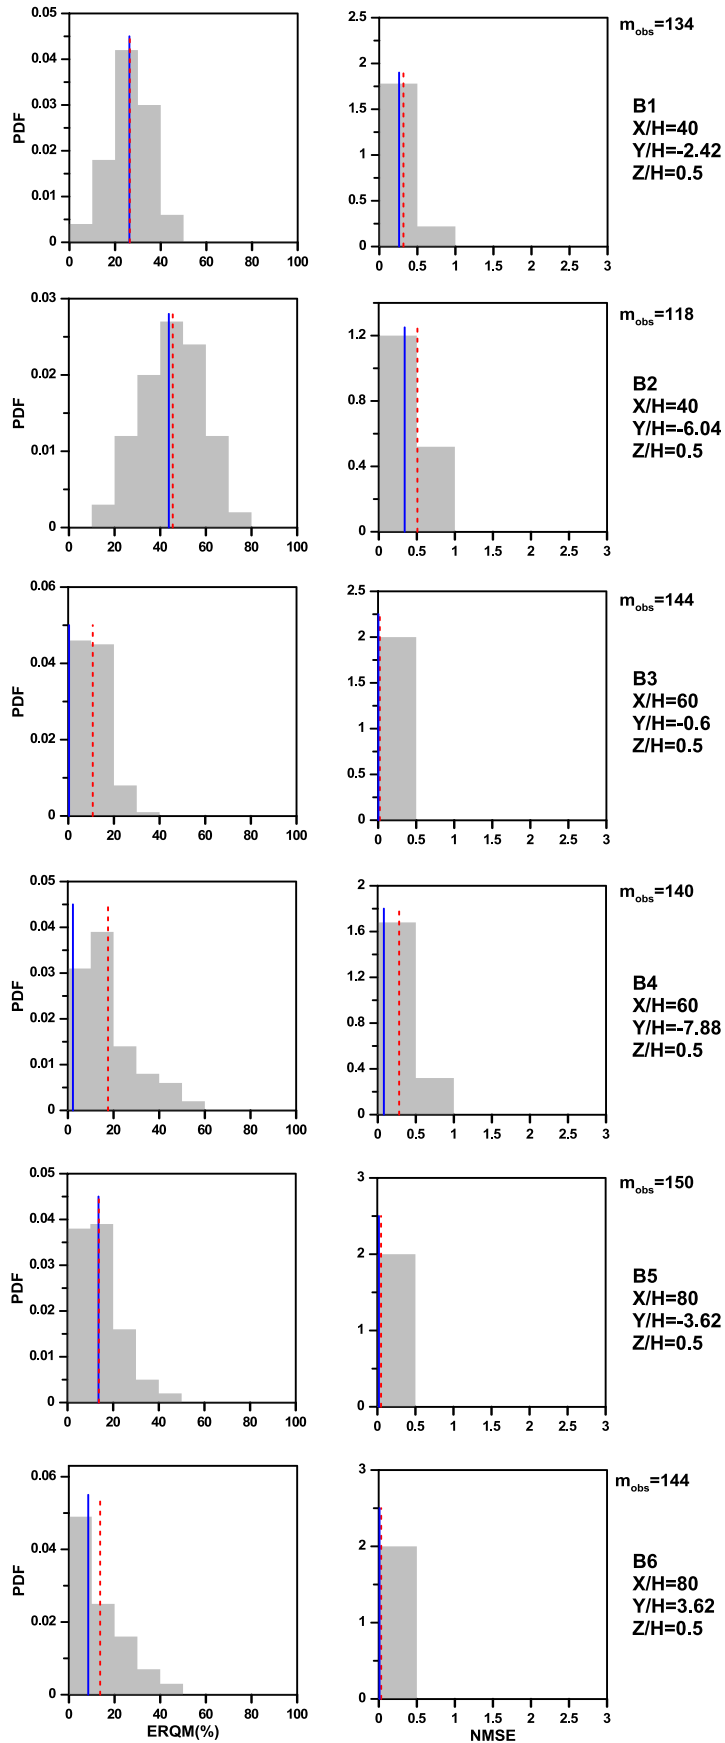 0.05
0.04
0.03
0.02
0.01
0
PDF
0 20 40 60 80 100
2.5
2
1.5
1
0.5
0
0 0.5 1 1.5 2 2.5 3
mobs=134
B1
X/H=40
Y/H=-2.42
Z/H=0.5
0.03
0.02
0.01
0
PDF
0 20 40 60 80 100
1.2
0.8
0.4
0
0 0.5 1 1.5 2 2.5 3
mobs=118
B2
X/H=40
Y/H=-6.04
Z/H=0.5
0.06
0.04
0.02
0
PDF
0 20 40 60 80 100
2.5
2
1.5
1
0.5
0
0 0.5 1 1.5 2 2.5 3
mobs=144
B3
X/H=60
Y/H=-0.6
Z/H=0.5
0.05
0.04
0.03
0.02
0.01
0
PDF
0 20 40 60 80 100
2
1.6
1.2
0.8
0.4
0
0 0.5 1 1.5 2 2.5 3
mobs=140
B4
X/H=60
Y/H=-7.88
Z/H=0.5
0.05
0.04
0.03
0.02
0.01
0
PDF
0 20 40 60 80 100
3
2
1
0
0 0.5 1 1.5 2 2.5 3
mobs=150
B5
X/H=80
Y/H=-3.62
Z/H=0.5
0.06
0.04
0.02
0
PDF
0 20 40 60 80 100
ERQM(%)
3
2
1
0
0 0.5 1 1.5 2 2.5 3
NMSE
mobs=144
B6
X/H=80
Y/H=3.62
Z/H=0.5